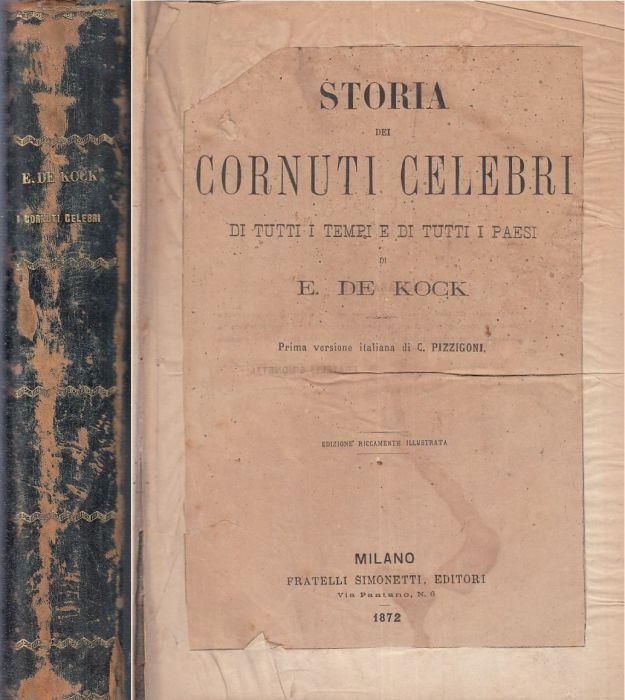 E. DE KOCK
I CORNUTI CELEBRI
STORIA
DEI
CORNUTI CELEBRI
DI TUTTI I TEMPI E DI TUTTI I PAESI
DI
E. DE KOCK
Prima versione italiana di C. PIZZIGONI.
EDIZIONE RICCAMENTE ILLUSTRATA
MILANO
FRATELLI SIMONETTI, EDITORI
Via Pantano, N. 6
1872